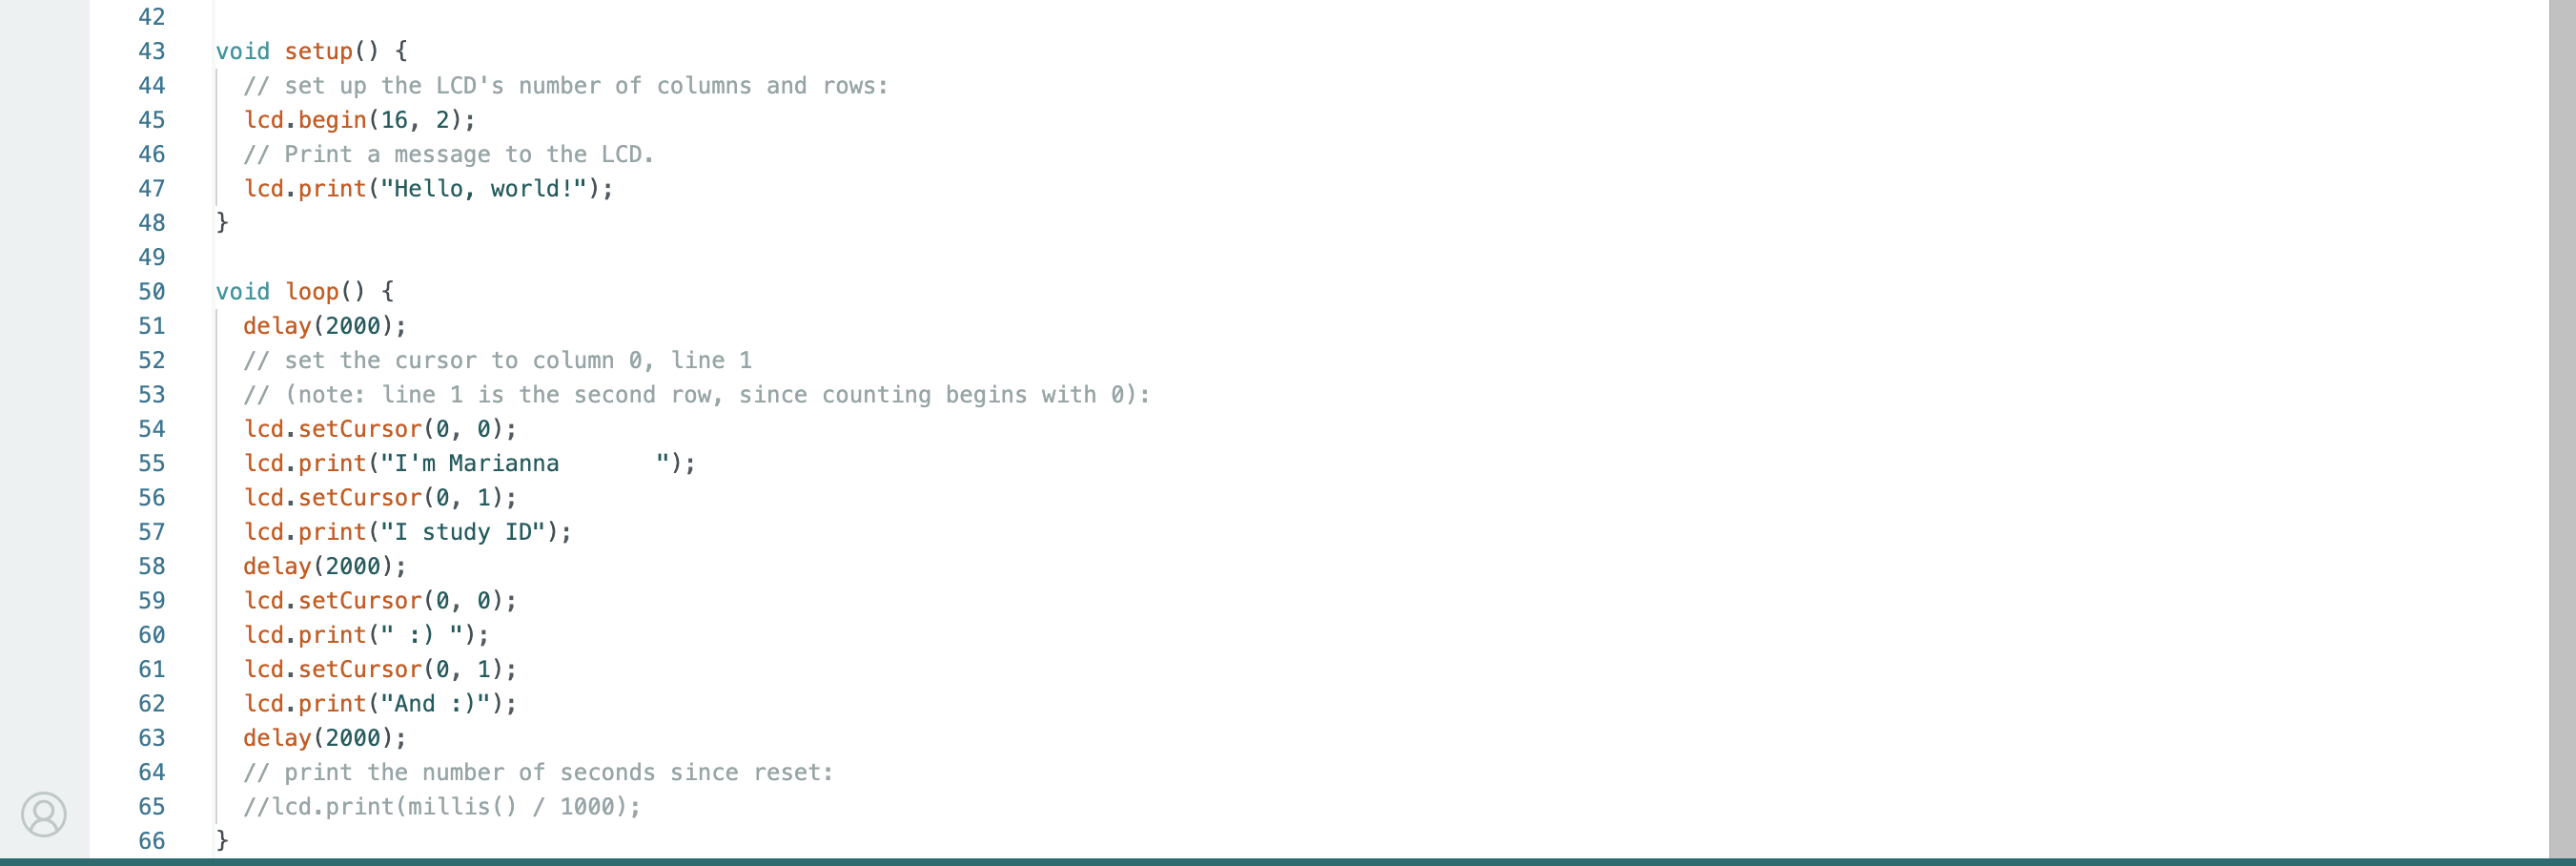 42
43 void setup() {
44   // set up the LCD's number of columns and rows:
45   lcd.begin(16, 2);
46   // Print a message to the LCD.
47   lcd.print("Hello, world!");
48 }
49
50 void loop() {
51   delay(2000);
52   // set the cursor to column 0, line 1
53   // (note: line 1 is the second row, since counting begins with 0):
54   lcd.setCursor(0, 0);
55   lcd.print("I'm Marianna       ");
56   lcd.setCursor(0, 1);
57   lcd.print("I study ID");
58   delay(2000);
59   lcd.setCursor(0, 0);
60   lcd.print(" :) ");
61   lcd.setCursor(0, 1);
62   lcd.print("And :)");
63   delay(2000);
64   // print the number of seconds since reset:
65   //lcd.print(millis() / 1000);
66 }